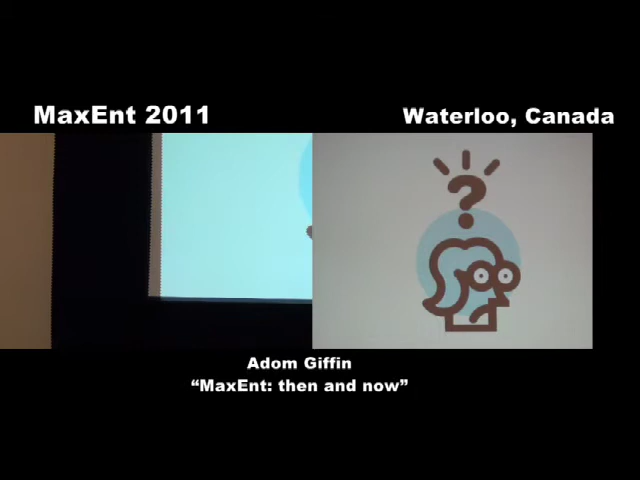 MaxEnt 2011
Waterloo, Canada
?
Adom Giffin
“MaxEnt: then and now”